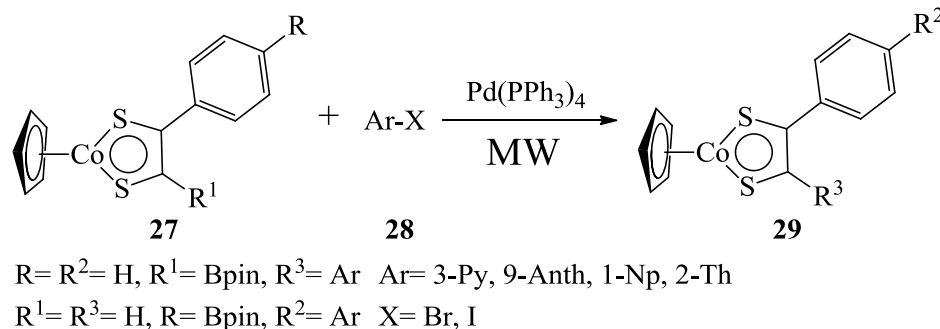 R
R²
S
S
Co
R¹
+ Ar-X
Pd(PPh₃)₄
MW
S
S
Co
R³
27 28 29
R= R²= H, R¹= Bpin, R³= Ar Ar= 3-Py, 9-Anth, 1-Np, 2-Th
R¹= R³= H, R= Bpin, R²= Ar X= Br, I